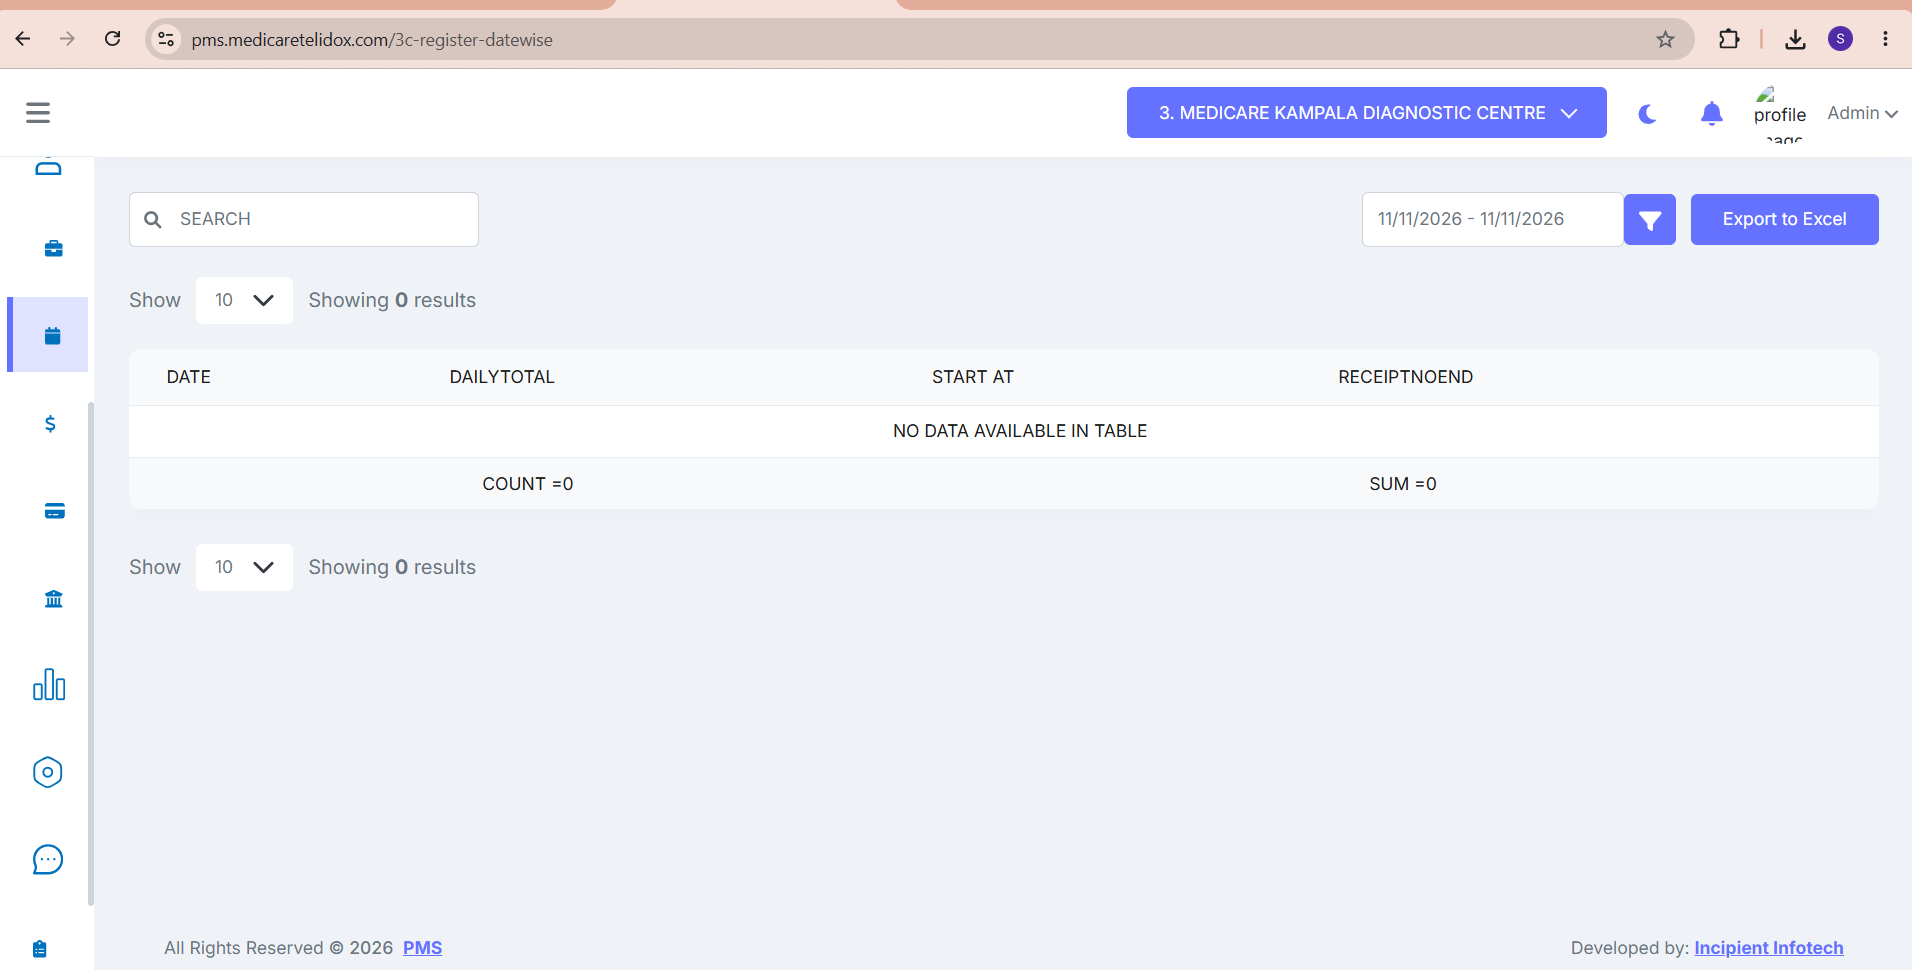 pms.medicaretelidox.com/3c-register-datewise
S
3. MEDICARE KAMPALA DIAGNOSTIC CENTRE
profile
Admin
SEARCH
11/11/2026 - 11/11/2026
Export to Excel
Show 10 Showing 0 results
DATE DAILYTOTAL START AT RECEIPTNOEND
NO DATA AVAILABLE IN TABLE
COUNT =0 SUM =0
Show 10 Showing 0 results
All Rights Reserved © 2026 PMS
Developed by: Incipient Infotech